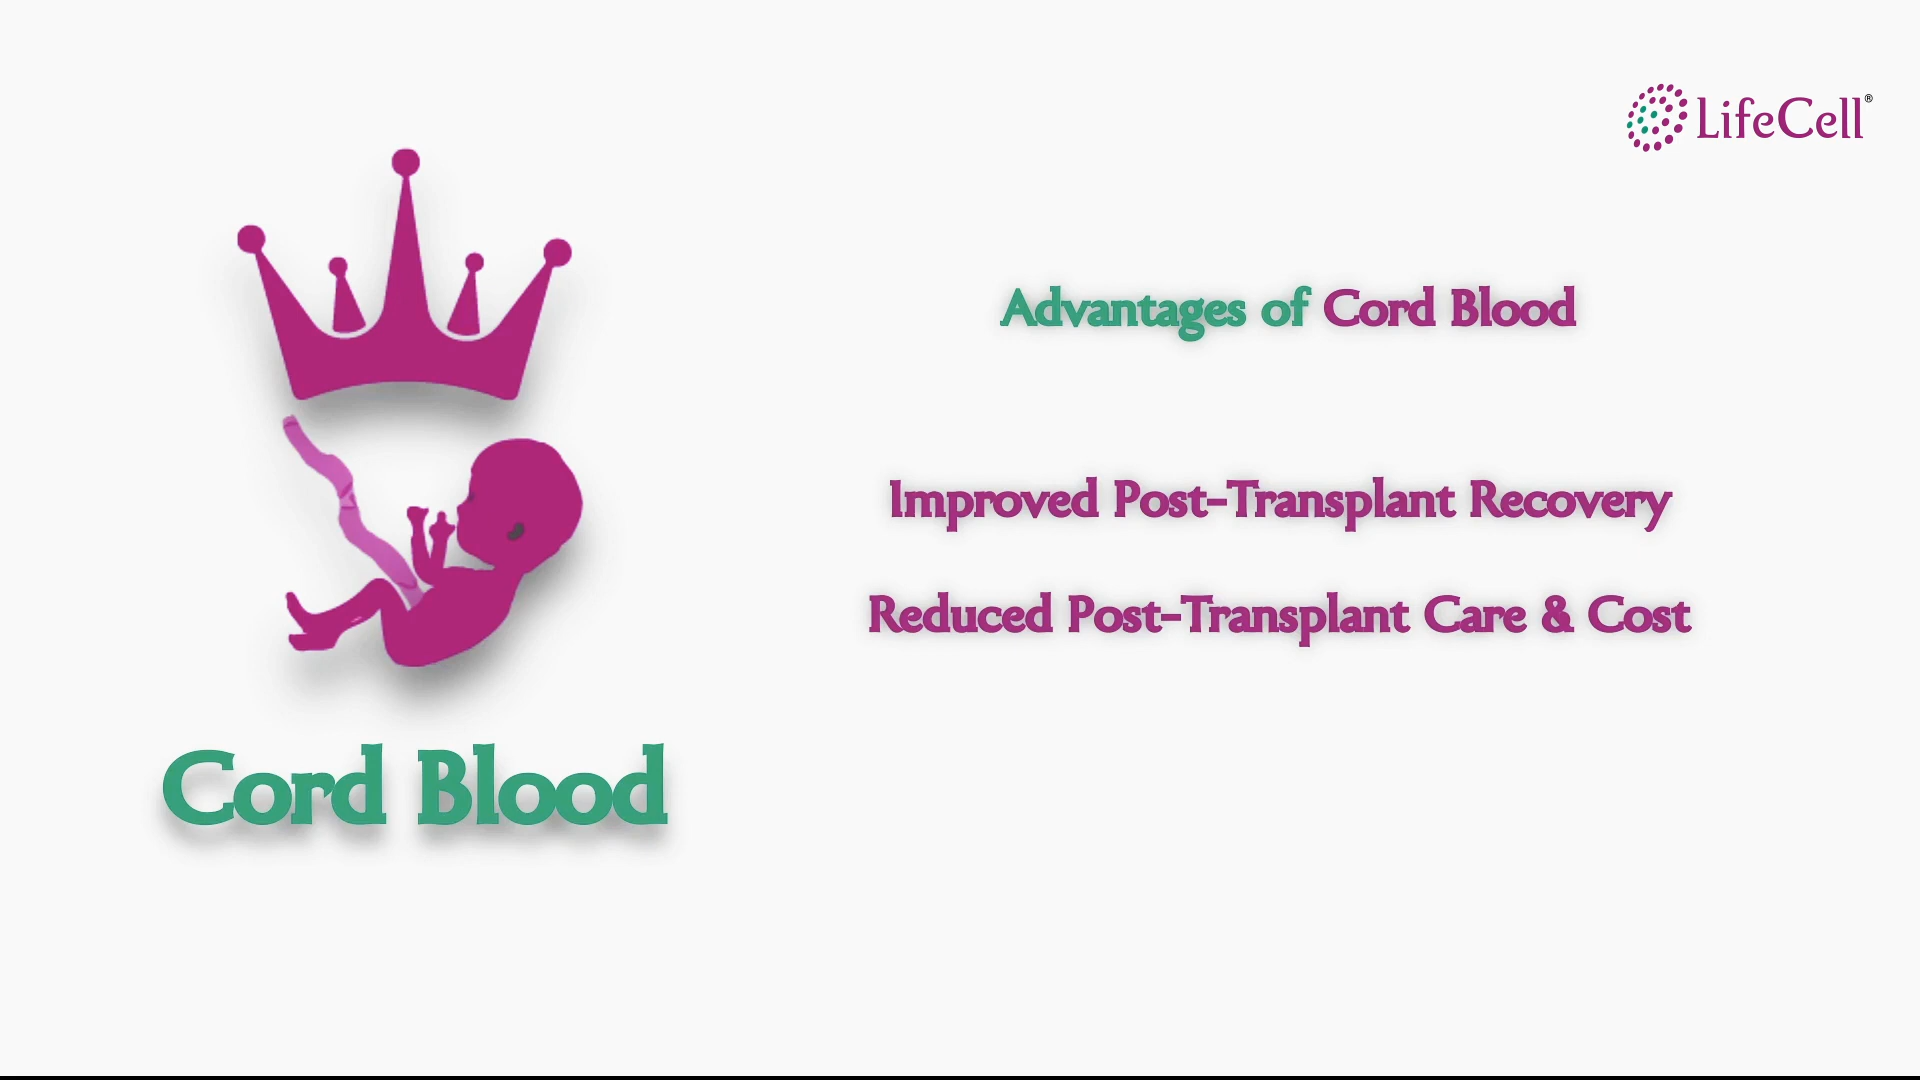 LifeCell®
Advantages of Cord Blood
Improved Post-Transplant Recovery
Reduced Post-Transplant Care & Cost
Cord Blood